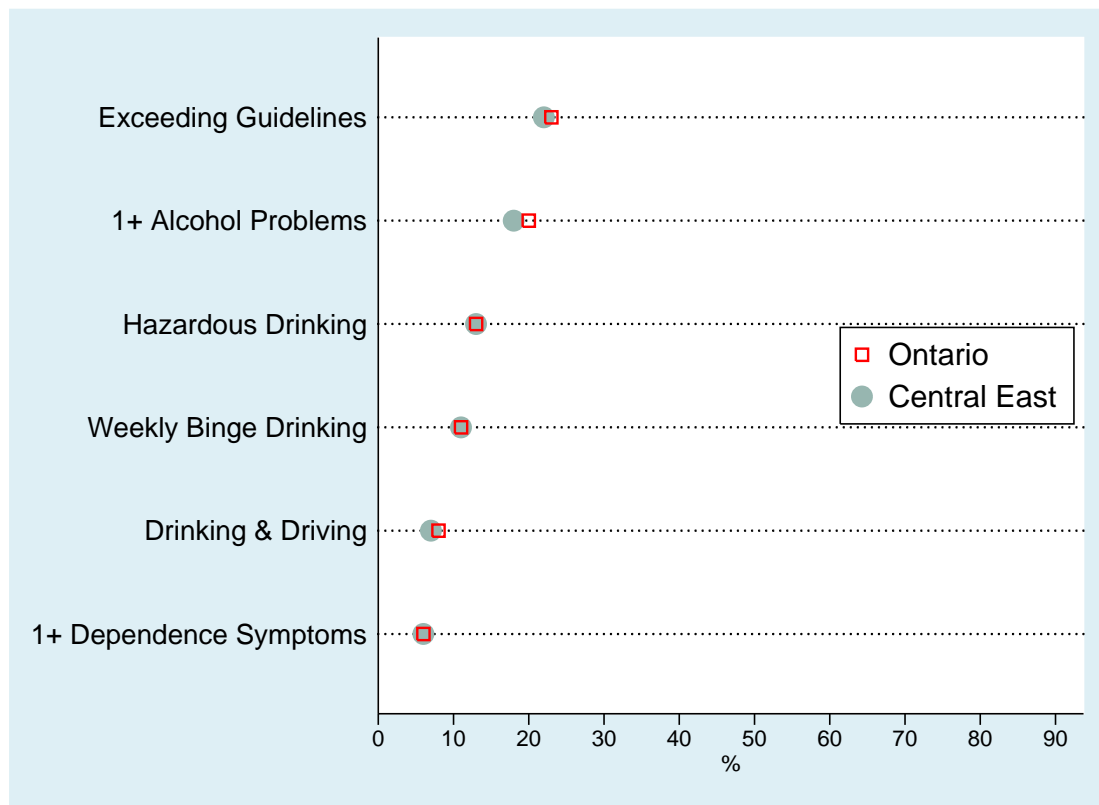 Exceeding Guidelines
1+ Alcohol Problems
Hazardous Drinking
Weekly Binge Drinking
Drinking & Driving
1+ Dependence Symptoms
Ontario
Central East
0 10 20 30 40 50 60 70 80 90
%